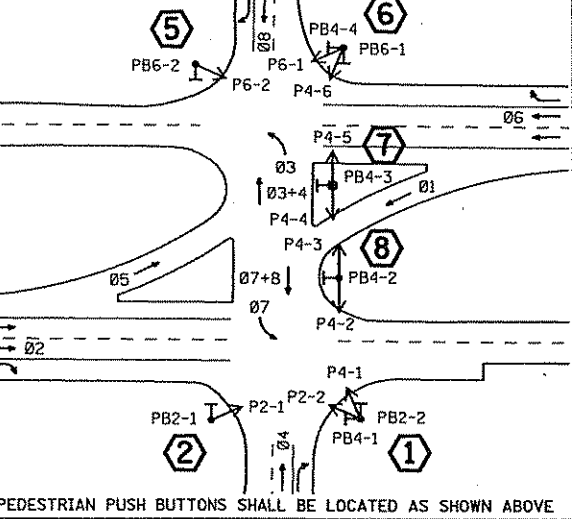 5
6
Ø8
PB4-4
PB6-1
PB6-2
P6-1
P6-2
P4-6
Ø6
P4-5
7
Ø3
PB4-3
Ø3+4
Ø1
P4-4
P4-3
8
Ø5
Ø7+8
PB4-2
Ø7
P4-2
Ø2
P4-1
P2-1
P2-2
PB2-1
PB2-2
PB4-1
Ø4
2
1
PEDESTRIAN PUSH BUTTONS SHALL BE LOCATED AS SHOWN ABOVE